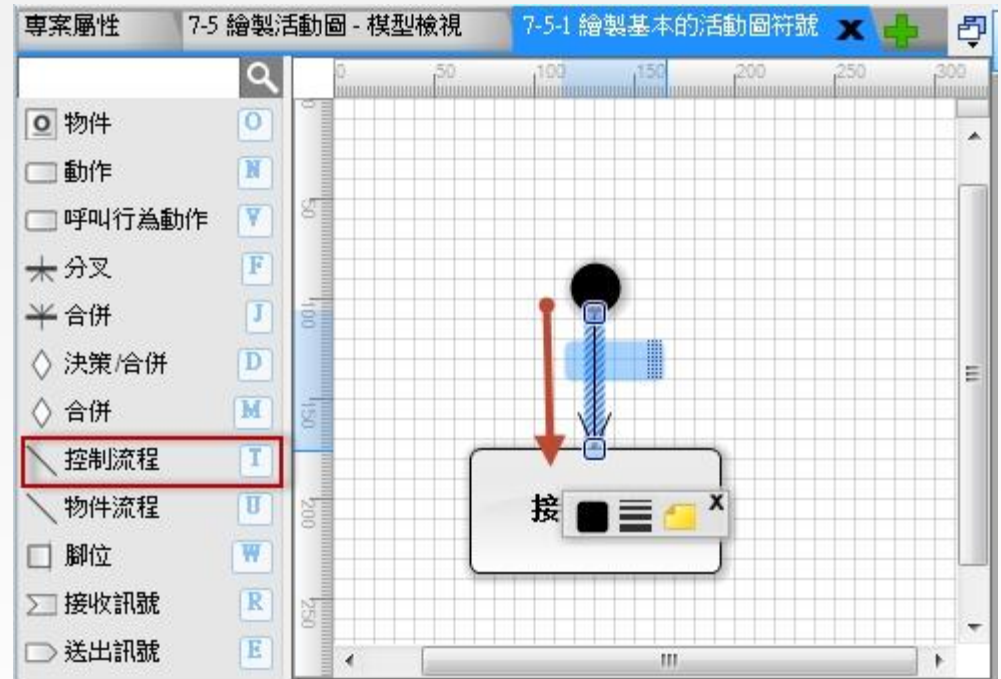 專案屬性
7-5 繪製活動圖 - 模型檢視
7-5-1 繪製基本的活動圖符號
0 50 100 150 200 250 300
物件 O
動作 N
呼叫行為動作 V
分叉 F
合併 J
決策/合併 D
合併 M
控制流程 T
物件流程 U
腳位 W
接收訊號 R
送出訊號 E
0
50
100
150
200
250
接
X